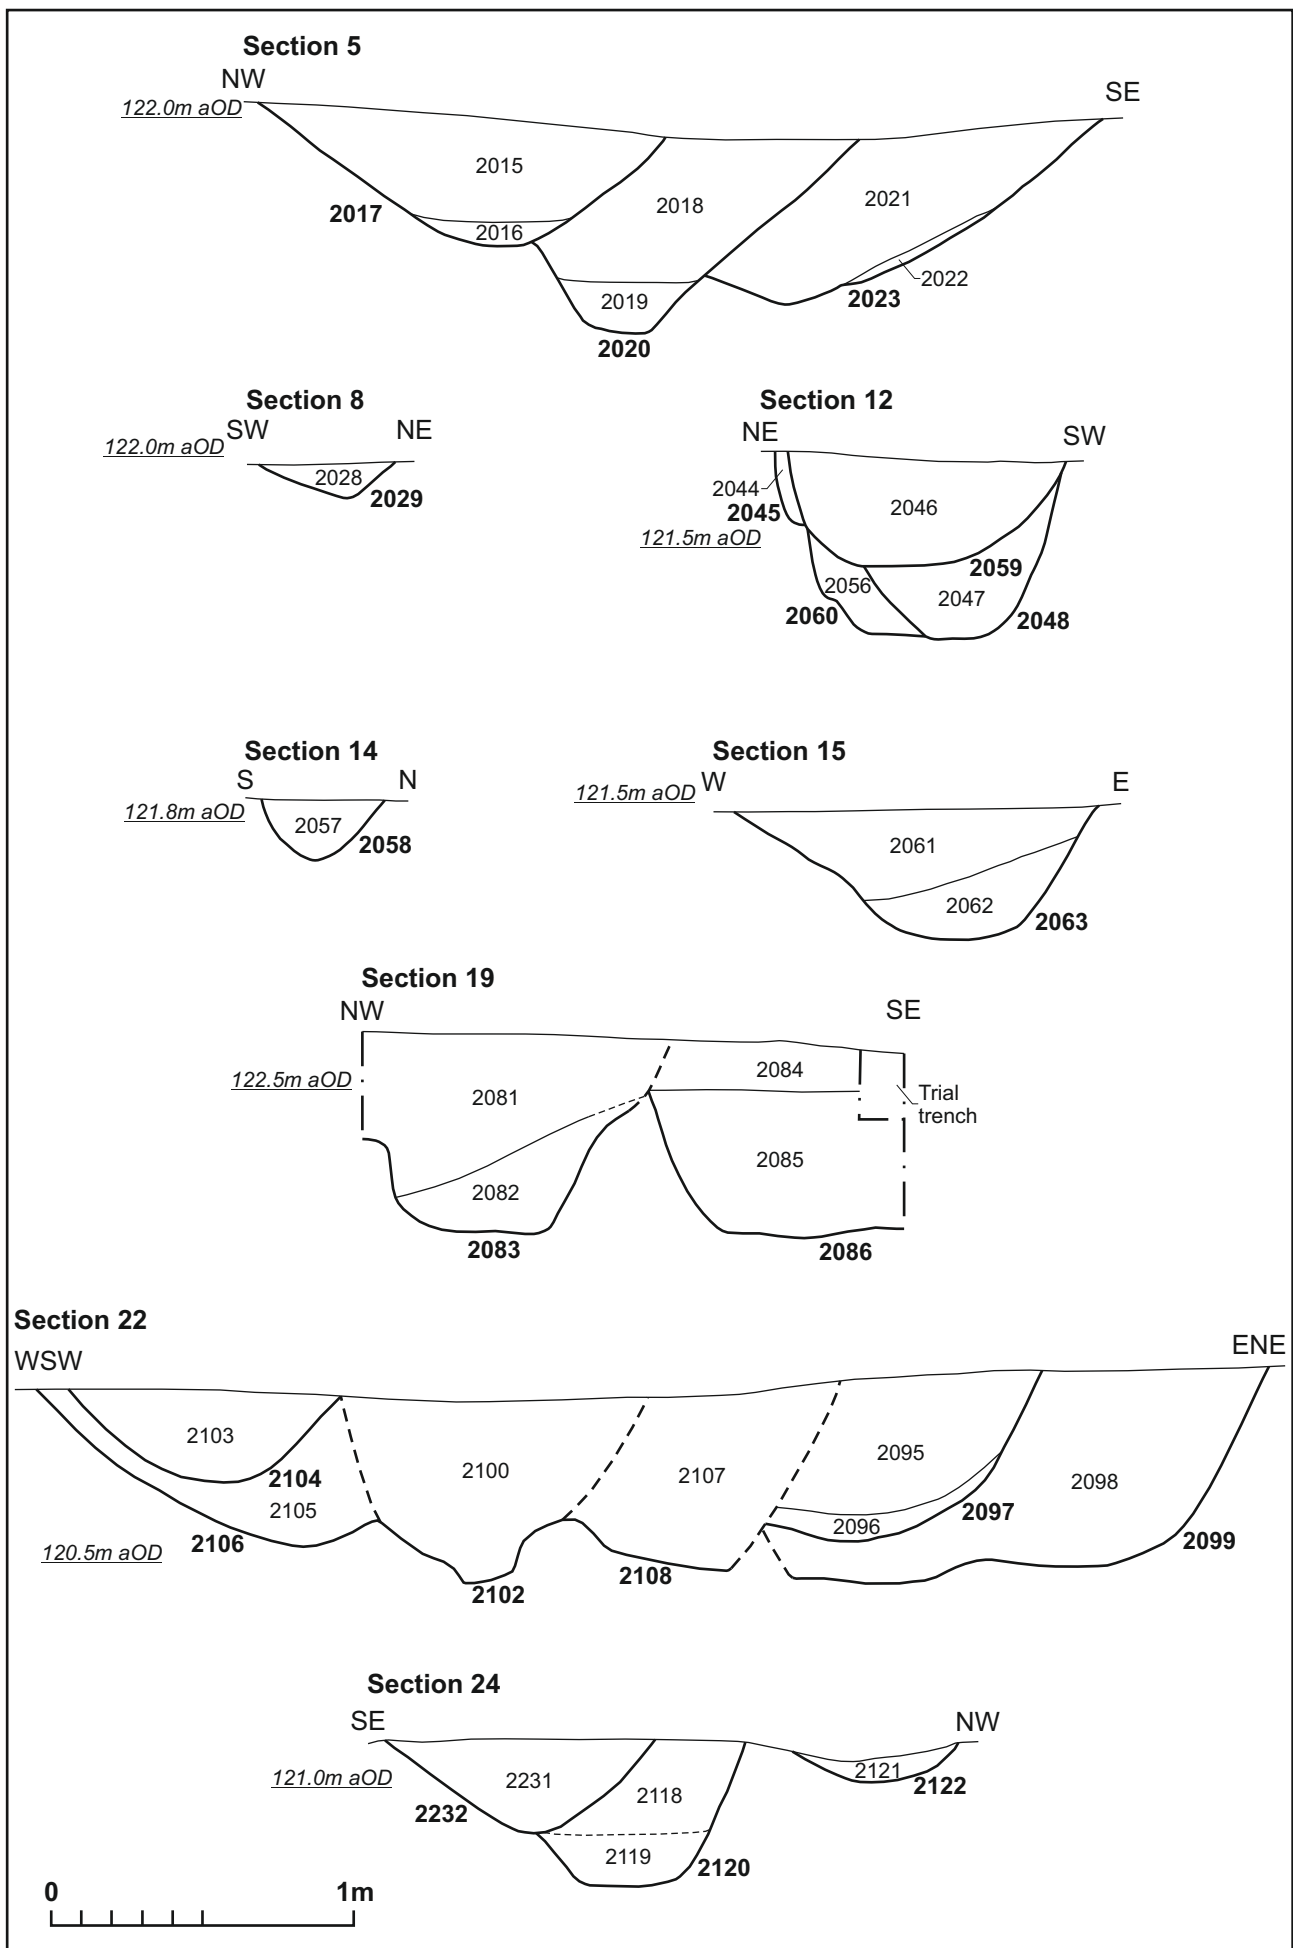 Section 5
NW
SE
122.0m aOD
2015
2018
2021
2017
2016
2022
2019
2023
2020
Section 8
SW
NE
122.0m aOD
2028
2029
Section 12
NE
SW
2044
2045
2046
121.5m aOD
2059
2056
2047
2060
2048
Section 14
S
N
121.8m aOD
2057
2058
Section 15
W
E
121.5m aOD
2061
2062
2063
Section 19
NW
SE
122.5m aOD
2084
2081
Trial
trench
2085
2082
2083
2086
Section 22
WSW
ENE
2103
2095
2100
2107
2098
2104
2105
2097
2096
2106
2099
120.5m aOD
2108
2102
Section 24
SE
NW
121.0m aOD
2231
2118
2121
2122
2232
2119
2120
0
1m